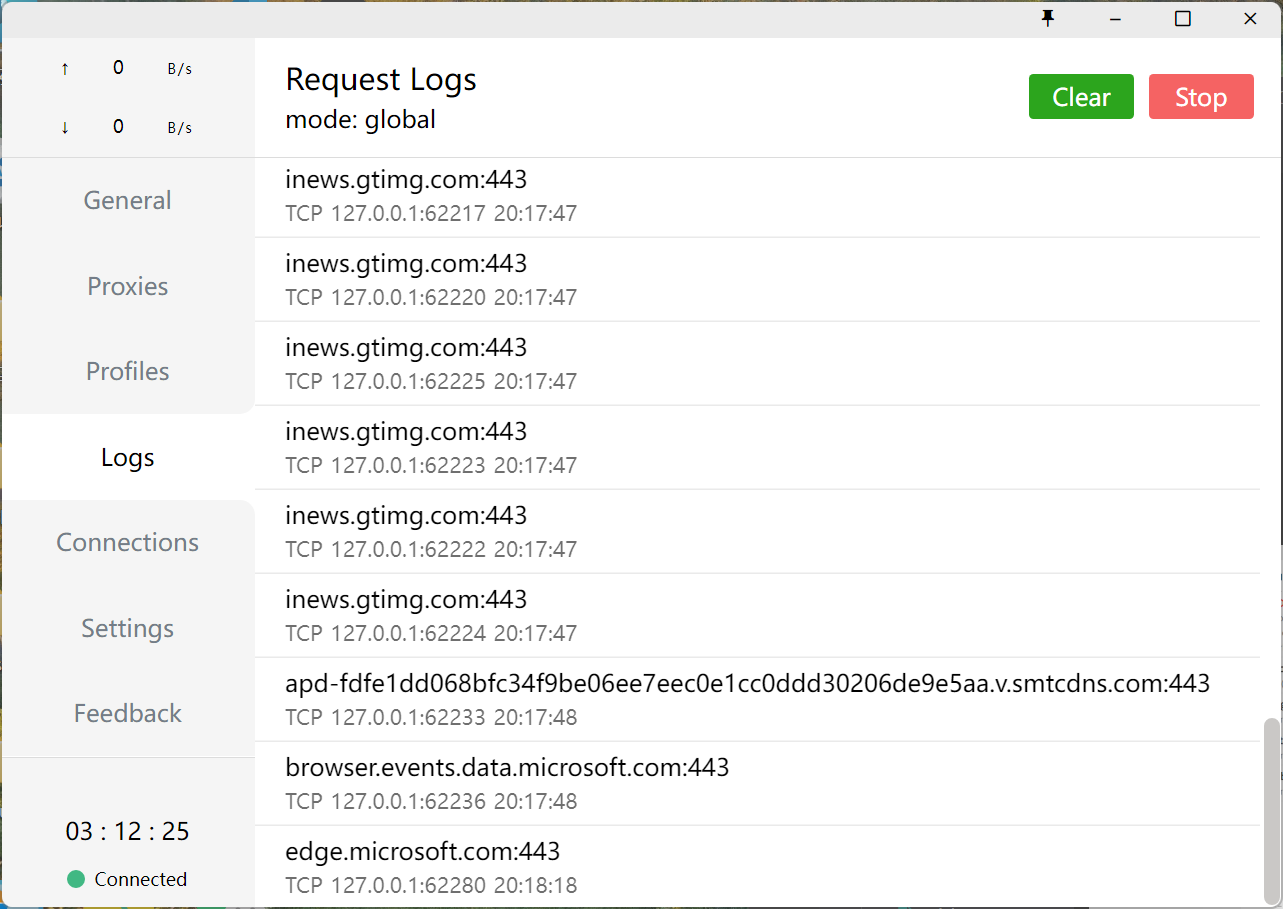 ↑ 0 B/s
↓ 0 B/s
Request Logs
mode: global
Clear
Stop
General
Proxies
Profiles
Logs
Connections
Settings
Feedback
03 : 12 : 25
Connected
inews.gtimg.com:443
TCP 127.0.0.1:62217 20:17:47
inews.gtimg.com:443
TCP 127.0.0.1:62220 20:17:47
inews.gtimg.com:443
TCP 127.0.0.1:62225 20:17:47
inews.gtimg.com:443
TCP 127.0.0.1:62223 20:17:47
inews.gtimg.com:443
TCP 127.0.0.1:62222 20:17:47
inews.gtimg.com:443
TCP 127.0.0.1:62224 20:17:47
apd-fdfe1dd068bfc34f9be06ee7eec0e1cc0ddd30206de9e5aa.v.smtcdns.com:443
TCP 127.0.0.1:62233 20:17:48
browser.events.data.microsoft.com:443
TCP 127.0.0.1:62236 20:17:48
edge.microsoft.com:443
TCP 127.0.0.1:62280 20:18:18